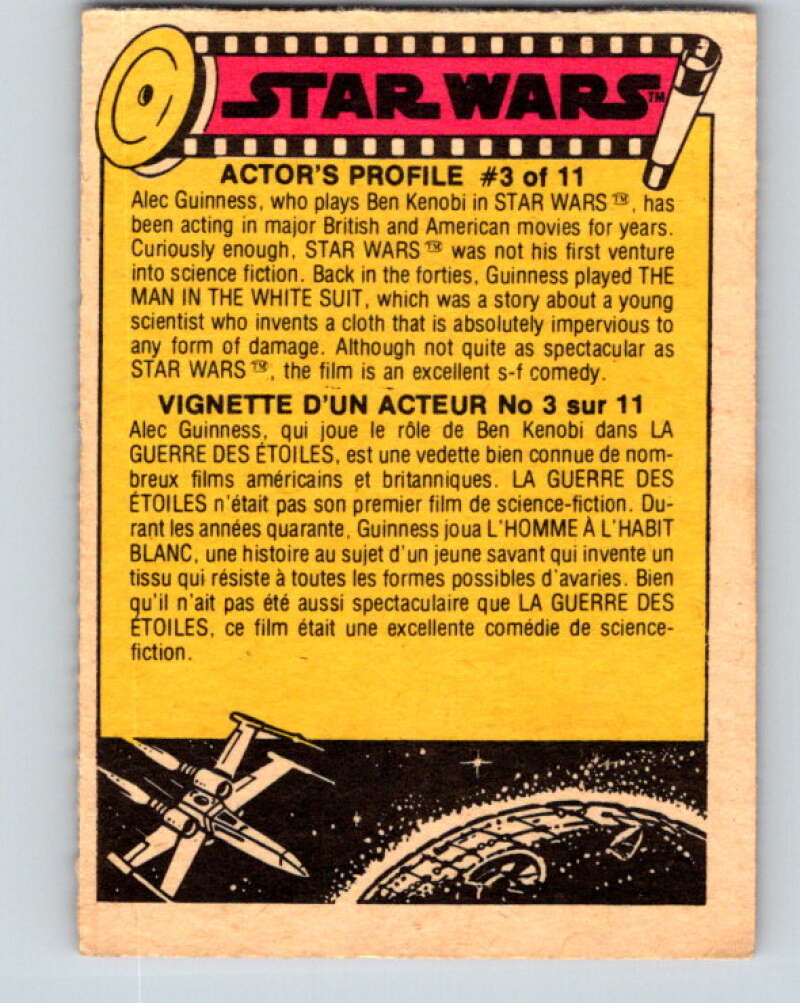 STAR WARS™
ACTOR'S PROFILE #3 of 11
Alec Guinness, who plays Ben Kenobi in STAR WARS™, has
been acting in major British and American movies for years.
Curiously enough, STAR WARS™ was not his first venture
into science fiction. Back in the forties, Guinness played THE
MAN IN THE WHITE SUIT, which was a story about a young
scientist who invents a cloth that is absolutely impervious to
any form of damage. Although not quite as spectacular as
STAR WARS™, the film is an excellent s-f comedy.
VIGNETTE D'UN ACTEUR No 3 sur 11
Alec Guinness, qui joue le rôle de Ben Kenobi dans LA
GUERRE DES ÉTOILES, est une vedette bien connue de nom-
breux films américains et britanniques. LA GUERRE DES
ÉTOILES n'était pas son premier film de science-fiction. Du-
rant les années quarante, Guinness joua L'HOMME À L'HABIT
BLANC, une histoire au sujet d'un jeune savant qui invente un
tissu qui résiste à toutes les formes possibles d'avaries. Bien
qu'il n'ait pas été aussi spectaculaire que LA GUERRE DES
ÉTOILES, ce film était une excellente comédie de science-
fiction.